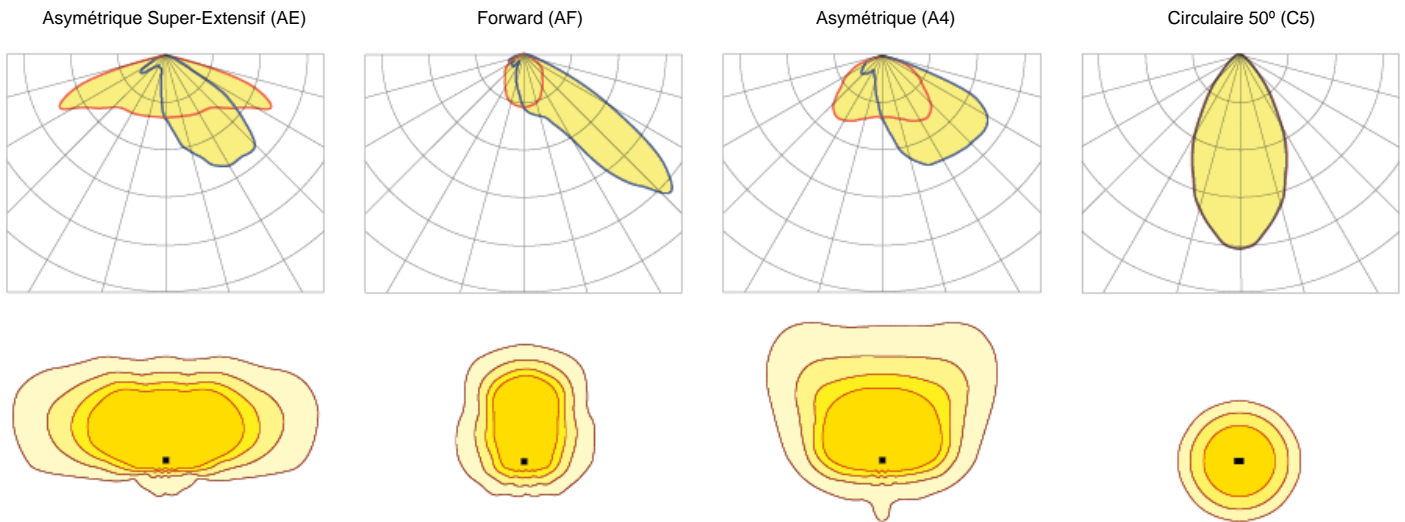 Asymétrique Super-Extensif (AE)
Forward (AF)
Asymétrique (A4)
Circulaire 50º (C5)